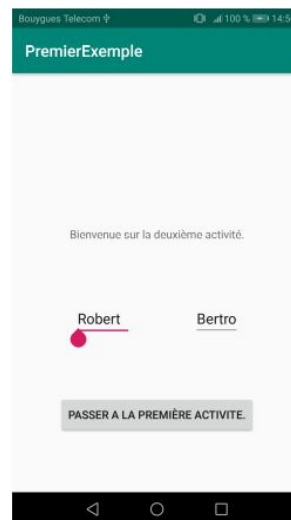 Bouygues Telecom 100 % 14:5
PremierExemple
Bienvenue sur la deuxième activité.
Robert Bertro
PASSER A LA PREMIÈRE ACTIVITE.